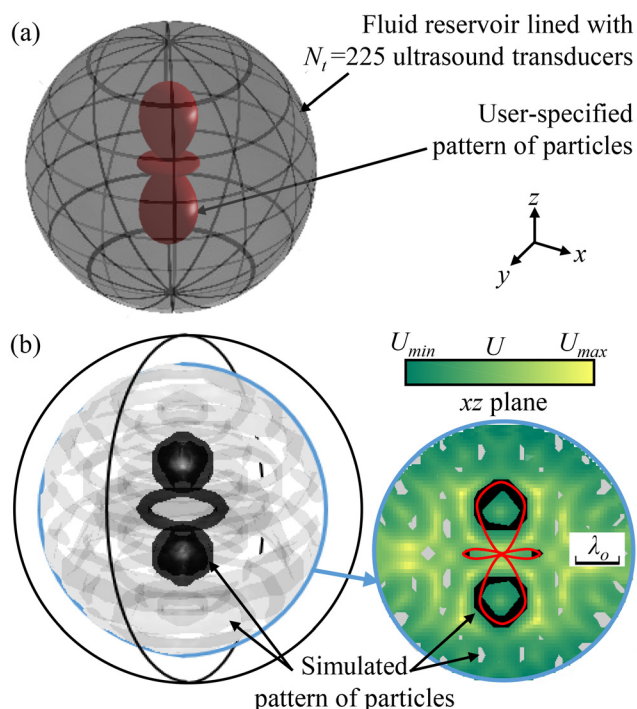 (a)
Fluid reservoir lined with
N_t=225 ultrasound transducers
User-specified
pattern of particles
z
x
y
(b)
U_min U U_max
xz plane
λ_o
Simulated
pattern of particles